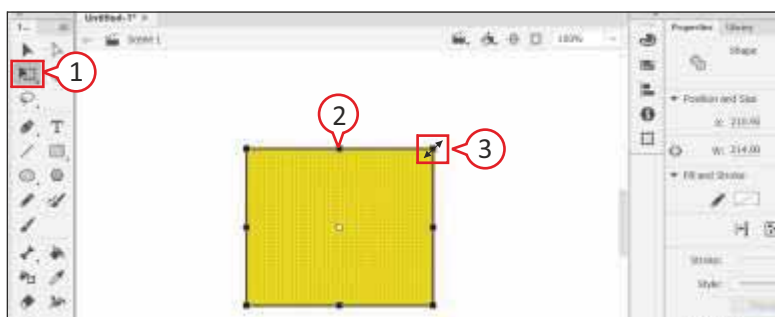 Untitled-1* ×
T...
Scene 1
100%
Properties Library
Shape
Position and Size
X: 210.95
W: 214.00
Fill and Stroke
Stroke:
Style:
T
1
2
3